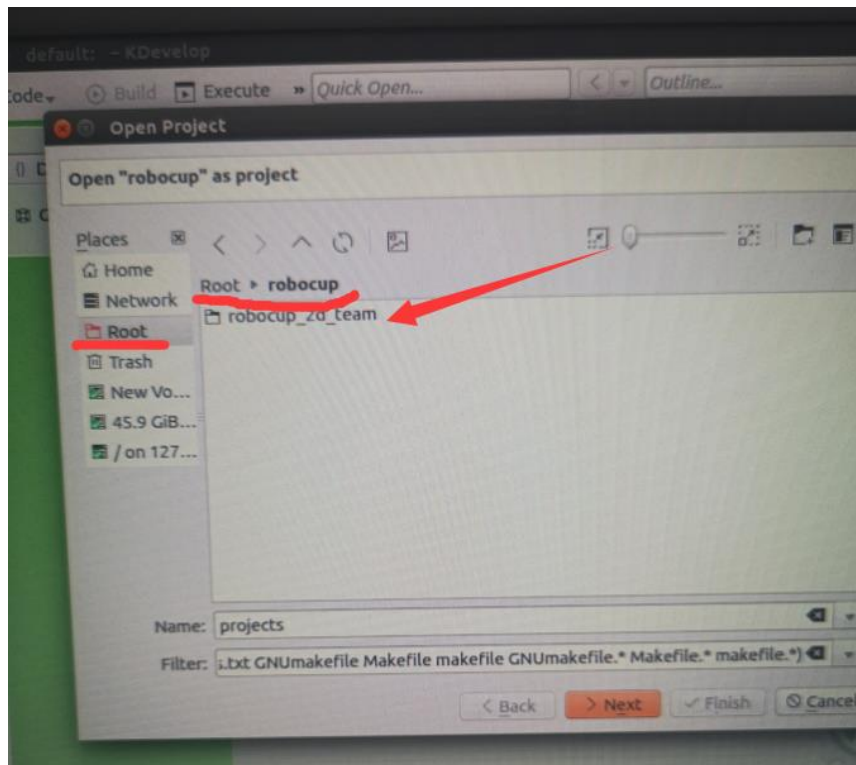 default: - KDevelop
Code Build Execute » Quick Open... Outline...
Open Project
Open "robocup" as project
Places
Home
Root robocup
Network
robocup_2d_team
Root
Trash
New Vo...
45.9 GiB...
/ on 127...
Name: projects
Filter: .txt GNUmakefile Makefile makefile GNUmakefile.* Makefile.* makefile.*)
< Back > Next Finish Cancel